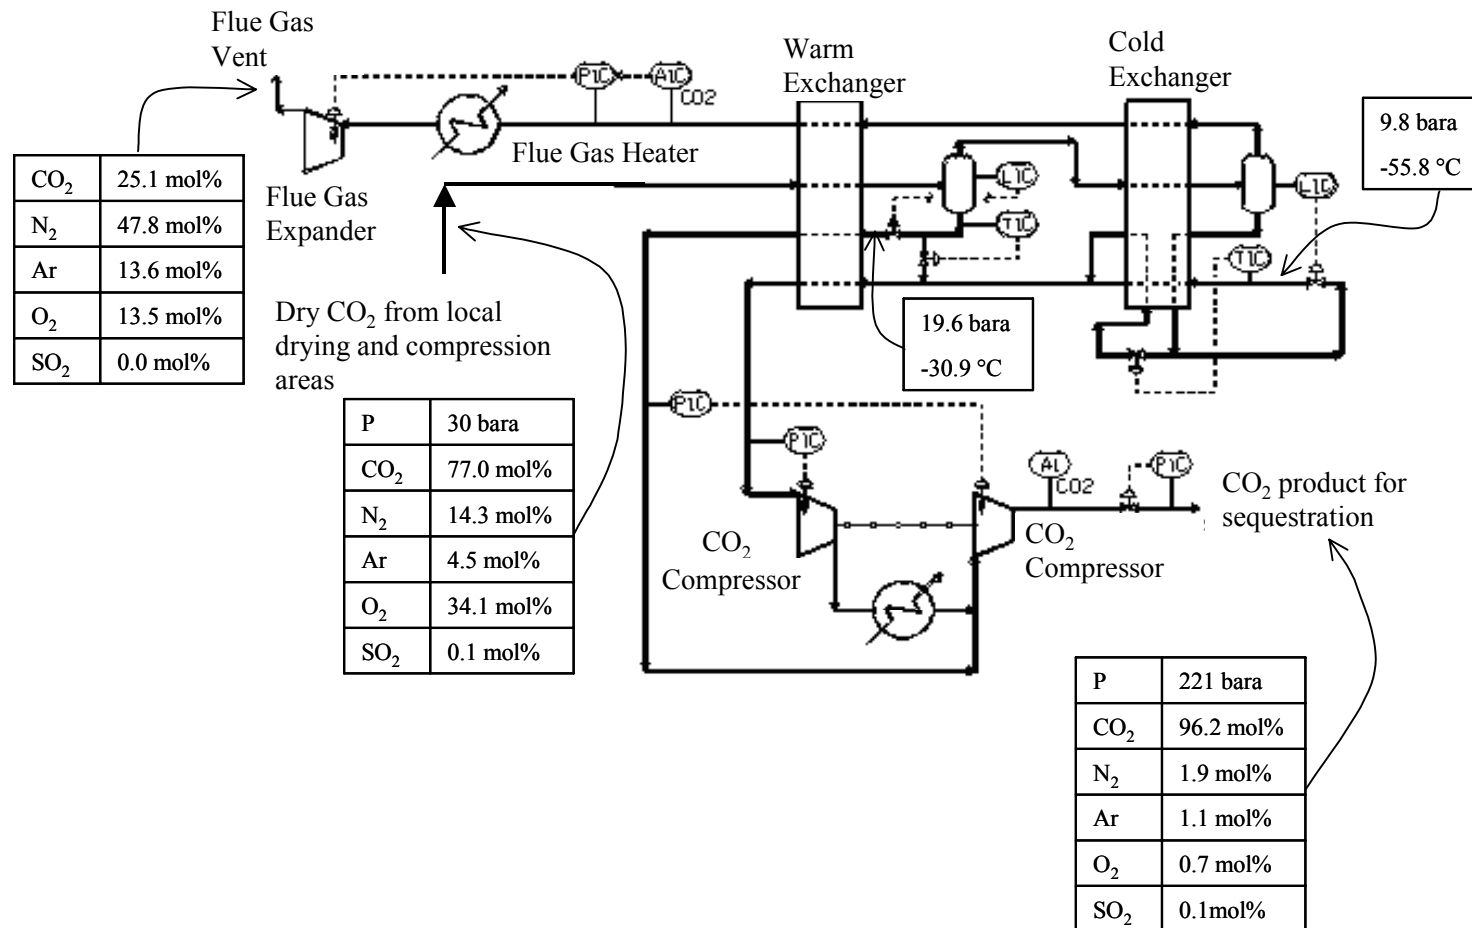 Flue Gas
Vent
Warm
Exchanger
Cold
Exchanger
PIC
AIC
CO2
Flue Gas Heater
Flue Gas
Expander
9.8 bara
-55.8 °C
CO₂ 25.1 mol%
N₂ 47.8 mol%
Ar 13.6 mol%
O₂ 13.5 mol%
SO₂ 0.0 mol%
LIC
TIC
LIC
TIC
19.6 bara
-30.9 °C
Dry CO₂ from local
drying and compression
areas
P 30 bara
CO₂ 77.0 mol%
N₂ 14.3 mol%
Ar 4.5 mol%
O₂ 34.1 mol%
SO₂ 0.1 mol%
PIC
PIC
AI
CO2
PIC
CO₂
Compressor
CO₂
Compressor
CO₂ product for
sequestration
P 221 bara
CO₂ 96.2 mol%
N₂ 1.9 mol%
Ar 1.1 mol%
O₂ 0.7 mol%
SO₂ 0.1mol%